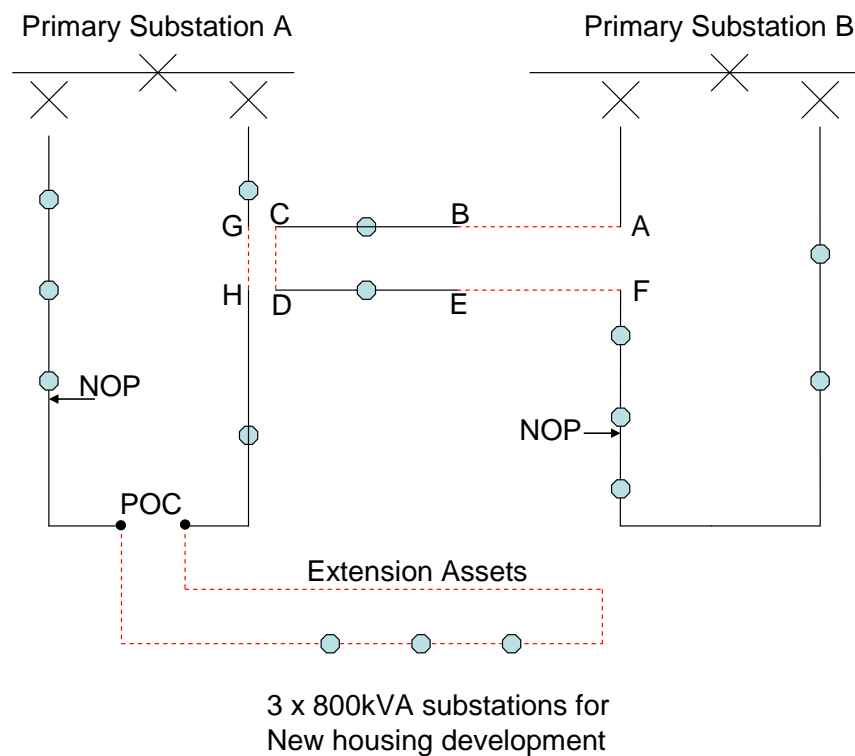 Primary Substation A
Primary Substation B
G
C
B
A
H
D
E
F
NOP
NOP
POC
Extension Assets
3 x 800kVA substations for
New housing development